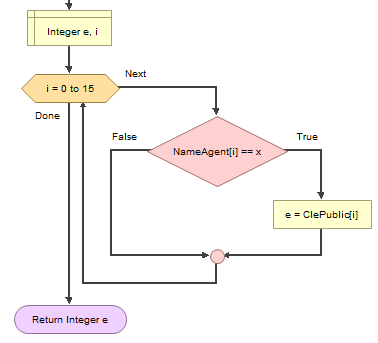 Integer e, i
Next
i = 0 to 15
Done
False
True
NameAgent[i] == x
e = ClePublic[i]
Return Integer e